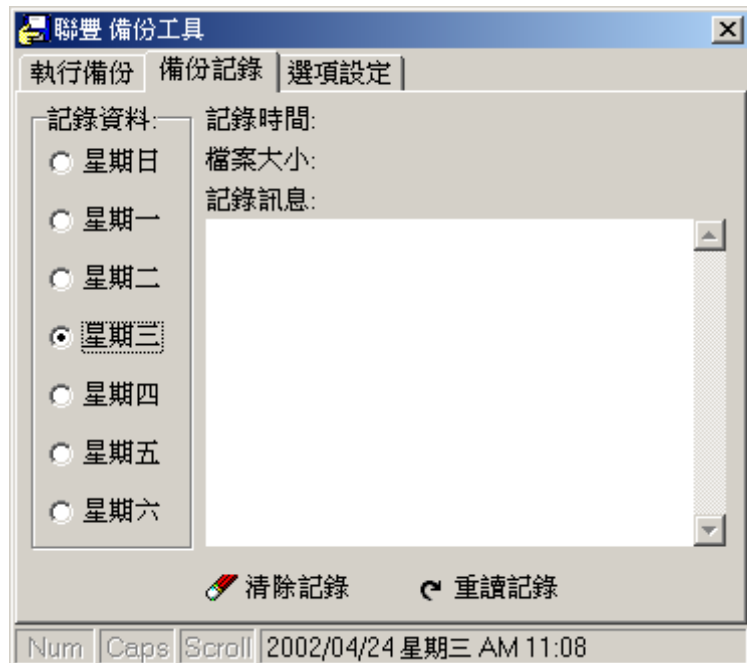 聯豐 備份工具
執行備份 備份記錄 選項設定
記錄資料:
星期日
星期一
星期二
星期三
星期四
星期五
星期六
記錄時間:
檔案大小:
記錄訊息:
清除記錄 重讀記錄
Num Caps Scroll 2002/04/24 星期三 AM 11:08